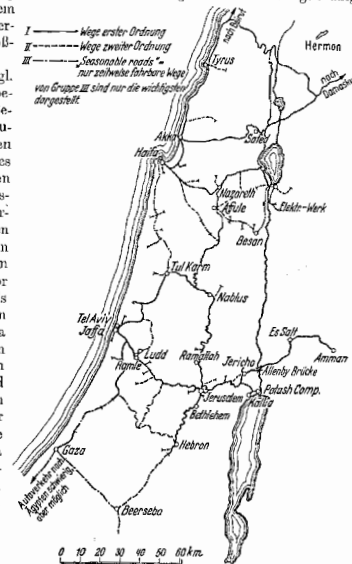 I Wege erster Ordnung
II Wege zweiter Ordnung
III „Seasonable roads"
nur zeitweise fahrbare Wege
von Gruppe III sind nur die wichtigsten
dargestellt.
Hermon
Tyrus
nach
Damaskus
Akko
Safed
Haifa
Nazareth
Affule
Elektr.-Werk
Besan
Tul Karm
Nablus
Tel Aviv
Jaffa
Es Salt
Amman
Ludd
Ramle
Ramallah
Jericho
Allenby Brücke
Jerusalem
Potash Comp.
Kallia
Bethlehem
Hebron
Gaza
Autoverkehr nach
Ägypten schwierig,
aber möglich
Beerseba
0 10 20 30 40 50 60 km